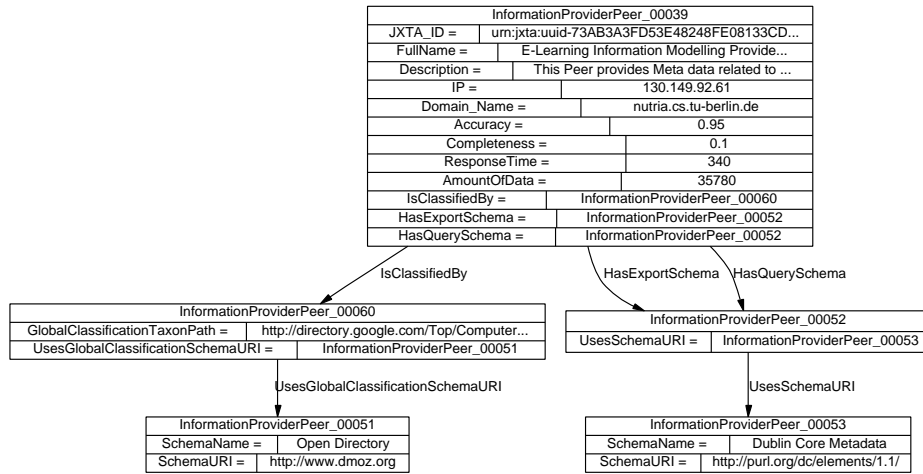 InformationProviderPeer_00039
JXTA_ID = urn:jxta:uuid-73AB3A3FD53E48248FE08133CD...
FullName = E-Learning Information Modelling Provide...
Description = This Peer provides Meta data related to ...
IP = 130.149.92.61
Domain_Name = nutria.cs.tu-berlin.de
Accuracy = 0.95
Completeness = 0.1
ResponseTime = 340
AmountOfData = 35780
IsClassifiedBy = InformationProviderPeer_00060
HasExportSchema = InformationProviderPeer_00052
HasQuerySchema = InformationProviderPeer_00052
IsClassifiedBy
HasExportSchema
HasQuerySchema
InformationProviderPeer_00060
GlobalClassificationTaxonPath = http://directory.google.com/Top/Computer...
UsesGlobalClassificationSchemaURI = InformationProviderPeer_00051
InformationProviderPeer_00052
UsesSchemaURI = InformationProviderPeer_00053
UsesGlobalClassificationSchemaURI
UsesSchemaURI
InformationProviderPeer_00051
SchemaName = Open Directory
SchemaURI = http://www.dmoz.org
InformationProviderPeer_00053
SchemaName = Dublin Core Metadata
SchemaURI = http://purl.org/dc/elements/1.1/